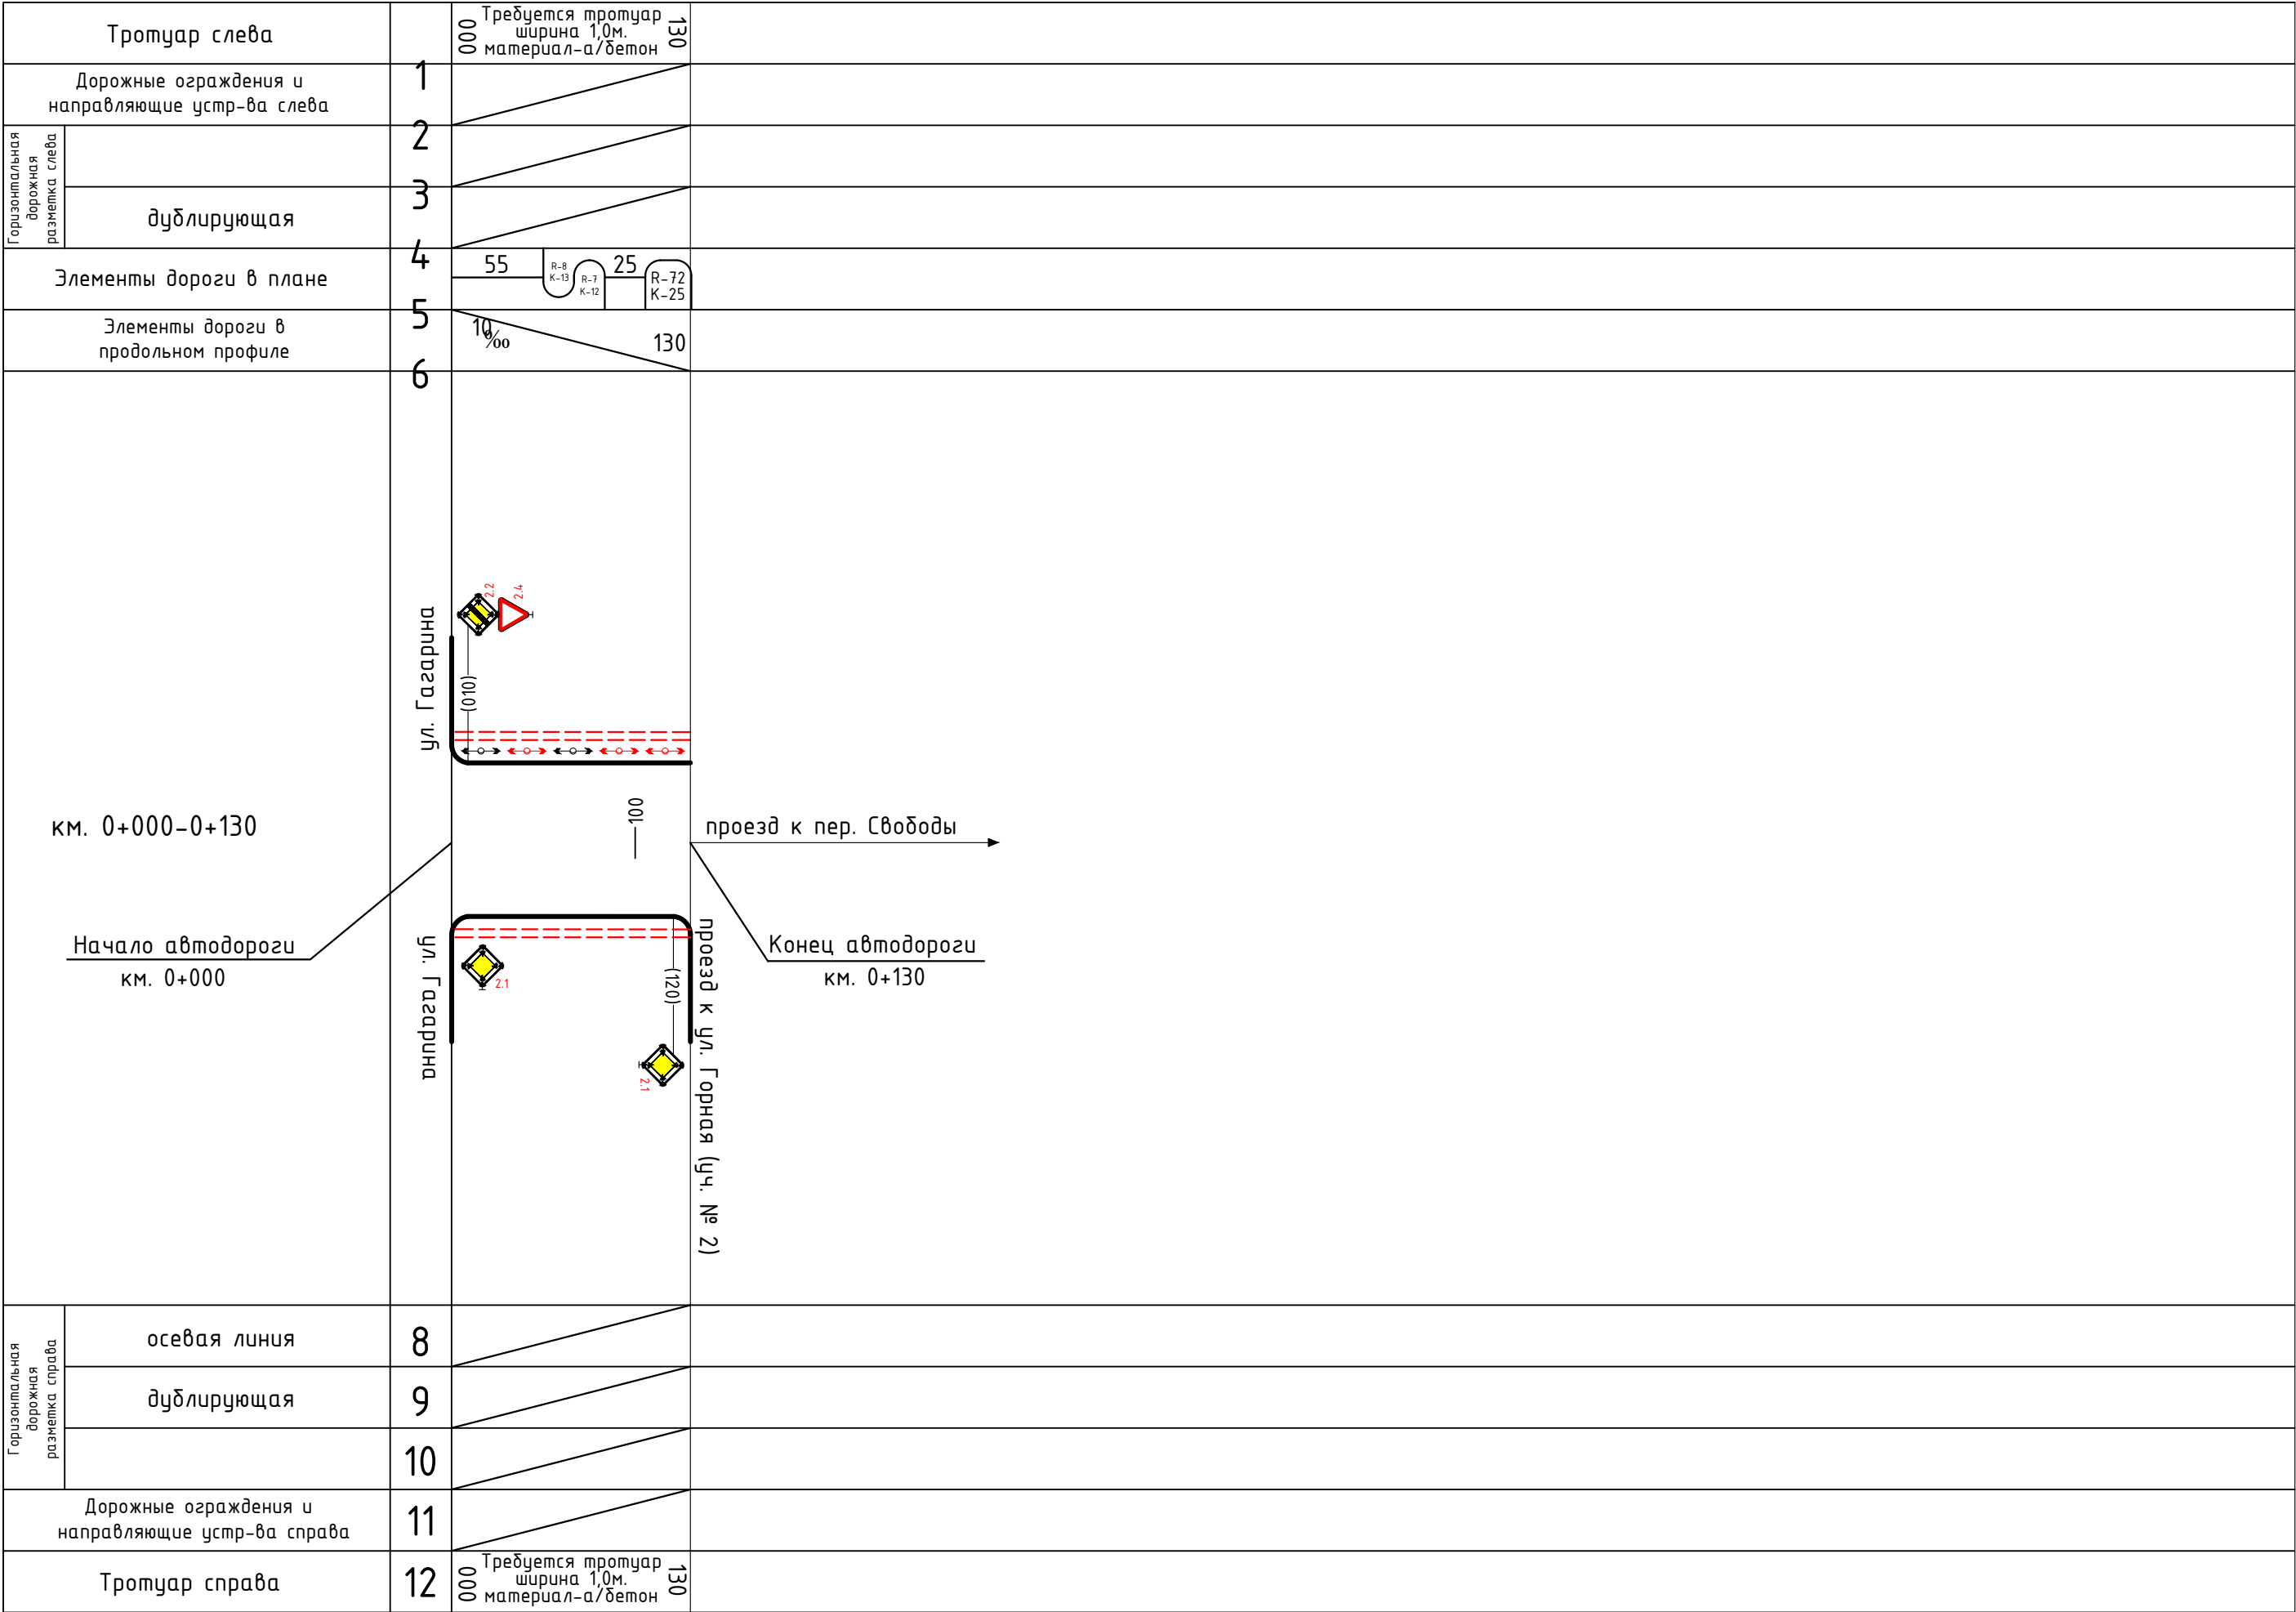 Тротуар слева
000
Требуется тротуар
ширина 1,0м.
материал-а/бетон
130
1
Дорожные ограждения и
направляющие устр-ва слева
2
Горизонтальная
дорожная
разметка слева
3
дублирующая
4
Элементы дороги в плане
55
R-8
K-13
R-7
K-12
25
R-72
K-25
5
Элементы дороги в
продольном профиле
10
‰
130
6
2.2
2.4
ул. Гагарина
(010)
км. 0+000-0+130
100
проезд к пер. Свободы
Начало автодороги
км. 0+000
ул. Гагарина
2.1
(120)
2.1
проезд к ул. Горная (уч. № 2)
Конец автодороги
км. 0+130
Горизонтальная
дорожная
разметка справа
осевая линия
8
дублирующая
9
10
Дорожные ограждения и
направляющие устр-ва справа
11
Тротуар справа
12
000
Требуется тротуар
ширина 1,0м.
материал-а/бетон
130